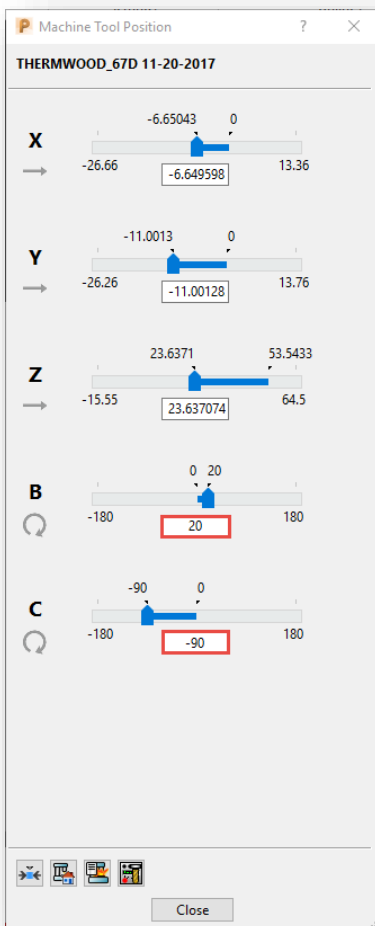 P Machine Tool Position ? ×
THERMWOOD_67D 11-20-2017
-6.65043 0
X
-26.66 13.36
-6.649598
-11.0013 0
Y
-26.26 13.76
-11.00128
23.6371 53.5433
Z
-15.55 64.5
23.637074
0 20
B
-180 180
20
-90 0
C
-180 180
-90
Close